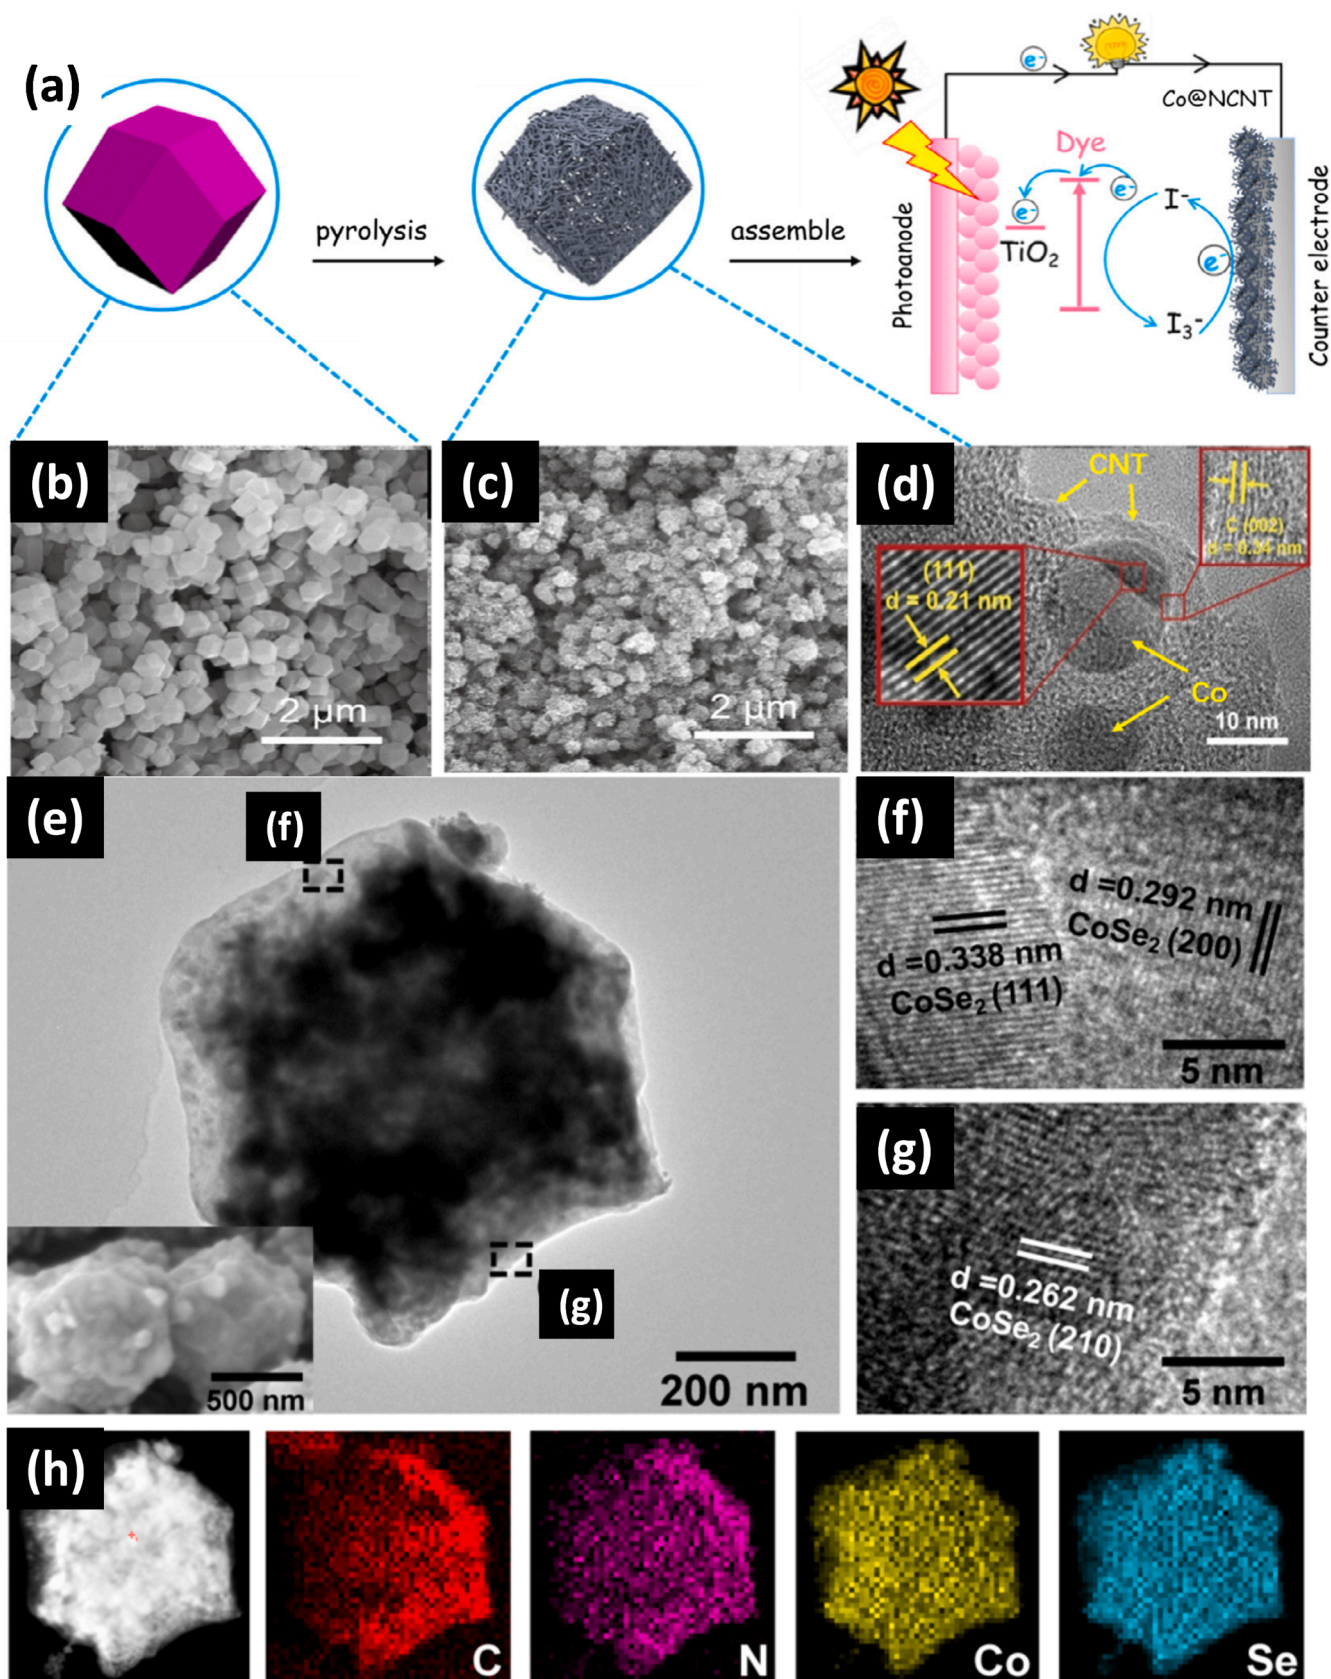 (a)
pyrolysis
assemble
e⁻
Co@NCNT
Dye
e⁻
e⁻
TiO₂
I⁻
e⁻
I₃⁻
Photoanode
Counter electrode
(b)
2 μm
(c)
2 μm
(d)
CNT
C (002)
d = 0.34 nm
(111)
d = 0.21 nm
Co
10 nm
(e)
(f)
(g)
500 nm
200 nm
(f)
d =0.292 nm
CoSe₂ (200)
d =0.338 nm
CoSe₂ (111)
5 nm
(g)
d =0.262 nm
CoSe₂ (210)
5 nm
(h)
C
N
Co
Se